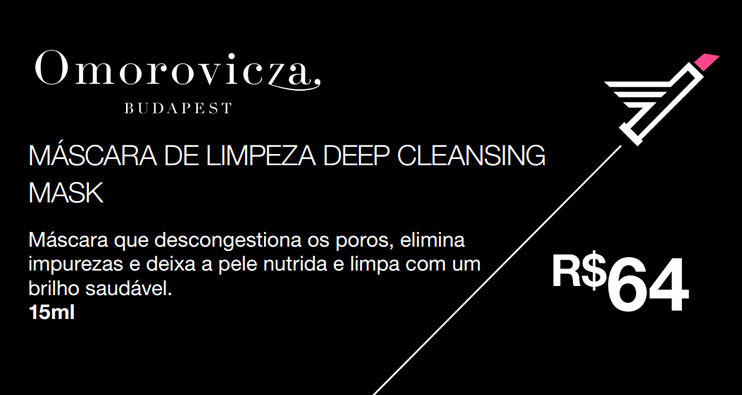 Omorovicza,
BUDAPEST
MÁSCARA DE LIMPEZA DEEP CLEANSING
MASK
Máscara que descongestiona os poros, elimina
impurezas e deixa a pele nutrida e limpa com um
brilho saudável.
15ml
R$64